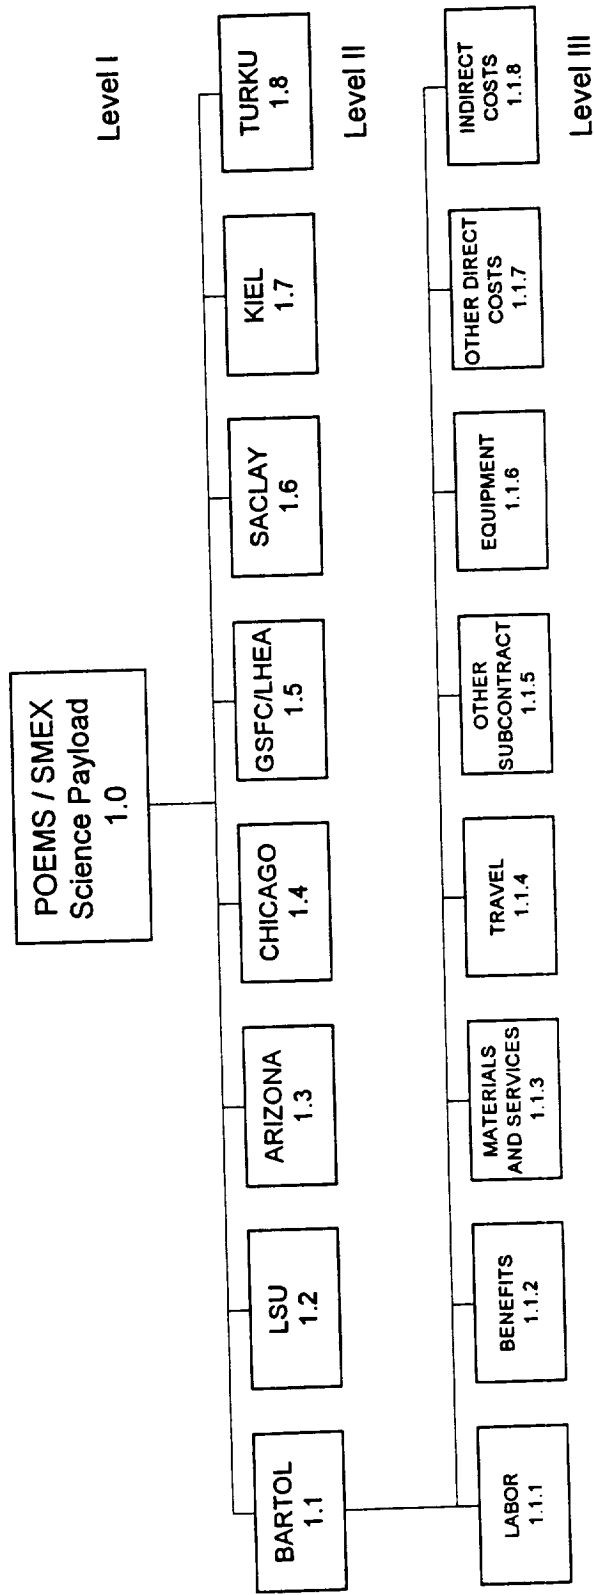 POEMS / SMEX
Science Payload
1.0
Level I
BARTOL
1.1
LSU
1.2
ARIZONA
1.3
CHICAGO
1.4
GSFC/LHEA
1.5
SACLAY
1.6
KIEL
1.7
TURKU
1.8
Level II
LABOR
1.1.1
BENEFITS
1.1.2
MATERIALS
AND SERVICES
1.1.3
TRAVEL
1.1.4
OTHER
SUBCONTRACT
1.1.5
EQUIPMENT
1.1.6
OTHER DIRECT
COSTS
1.1.7
INDIRECT
COSTS
1.1.8
Level III